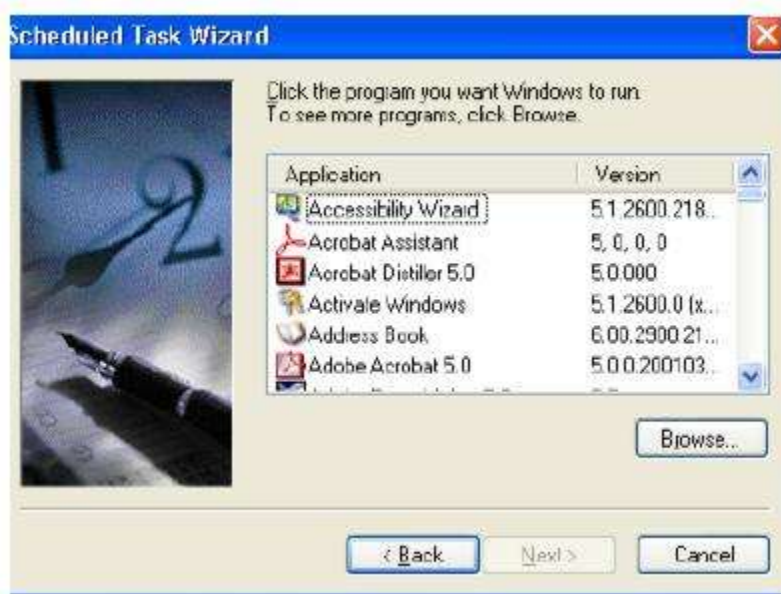 Scheduled Task Wizard
Click the program you want Windows to run.
To see more programs, click Browse.
Application Version
Accessibility Wizard 5.1.2600.218...
Acrobat Assistant 5, 0, 0, 0
Acrobat Distiller 5.0 5.0.000
Activate Windows 5.1.2600.0 (x...
Address Book 6.00.2900.21...
Adobe Acrobat 5.0 5.0.0.200103...
Browse...
< Back Next > Cancel
2